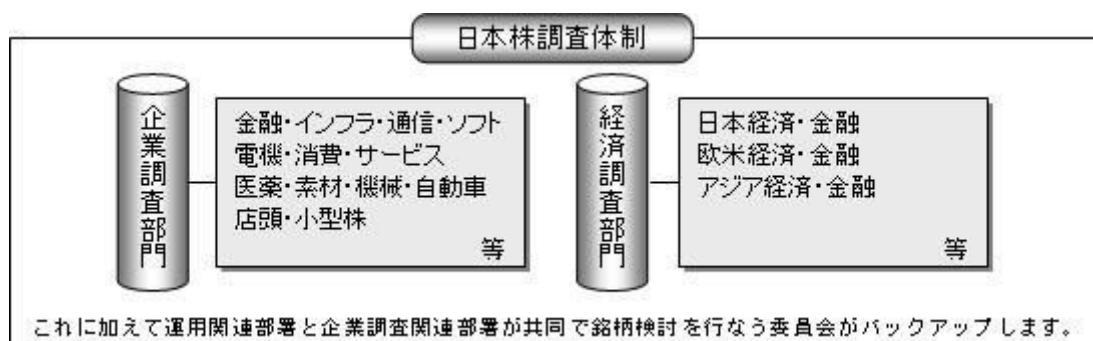 日本株調査体制
企業調査部門
金融・インフラ・通信・ソフト
電機・消費・サービス
医薬・素材・機械・自動車
店頭・小型株
等
経済調査部門
日本経済・金融
欧米経済・金融
アジア経済・金融
等
これに加えて運用関連部署と企業調査関連部署が共同で銘柄検討を行なう委員会がバックアップします。